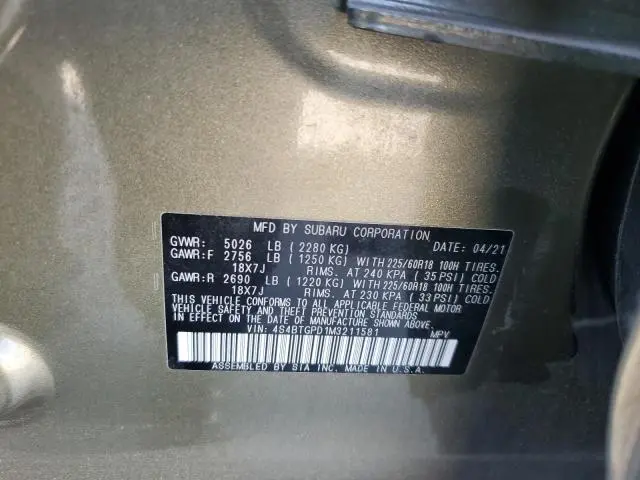 MFD BY SUBARU CORPORATION
GVWR: 5026 LB ( 2280 KG) DATE: 04/21
GAWR:F 2756 LB ( 1250 KG) WITH 225/60R18 100H TIRES.
18X7J RIMS. AT 240 KPA ( 35 PSI) COLD
GAWR:R 2690 LB ( 1220 KG) WITH 225/60R18 100H TIRES.
18X7J RIMS. AT 230 KPA ( 33 PSI) COLD
THIS VEHICLE CONFORMS TO ALL APPLICABLE FEDERAL MOTOR
VEHICLE SAFETY, BUMPER, AND THEFT PREVENTION STANDARDS
IN EFFECT ON THE DATE OF MANUFACTURE SHOWN ABOVE.
VIN: 4S4BTGPD1M3211581 MPV
ASSEMBLED BY SIA INC. MADE IN U.S.A.